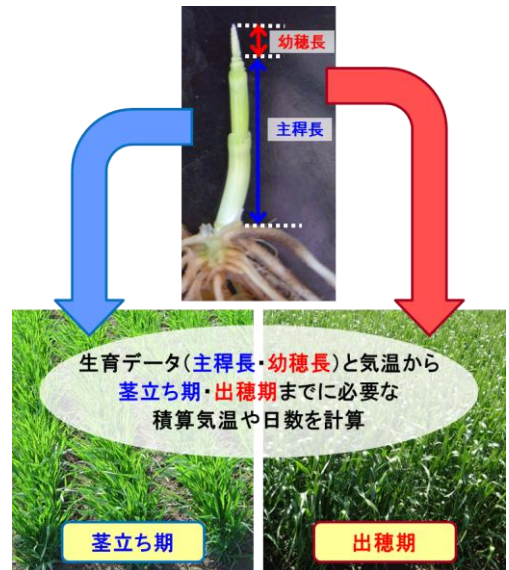 幼穂長
主稈長
生育データ(主稈長・幼穂長)と気温から
茎立ち期・出穂期までに必要な
積算気温や日数を計算
茎立ち期
出穂期